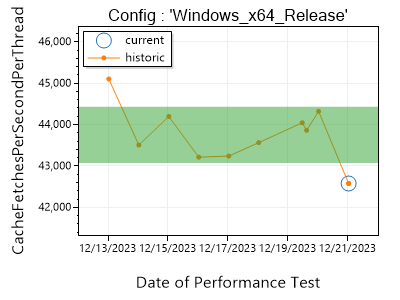 Config : 'Windows_x64_Release'
current
historic
CacheFetchesPerSecondPerThread
46,000
45,000
44,000
43,000
42,000
12/13/2023 12/15/2023 12/17/2023 12/19/2023 12/21/2023
Date of Performance Test